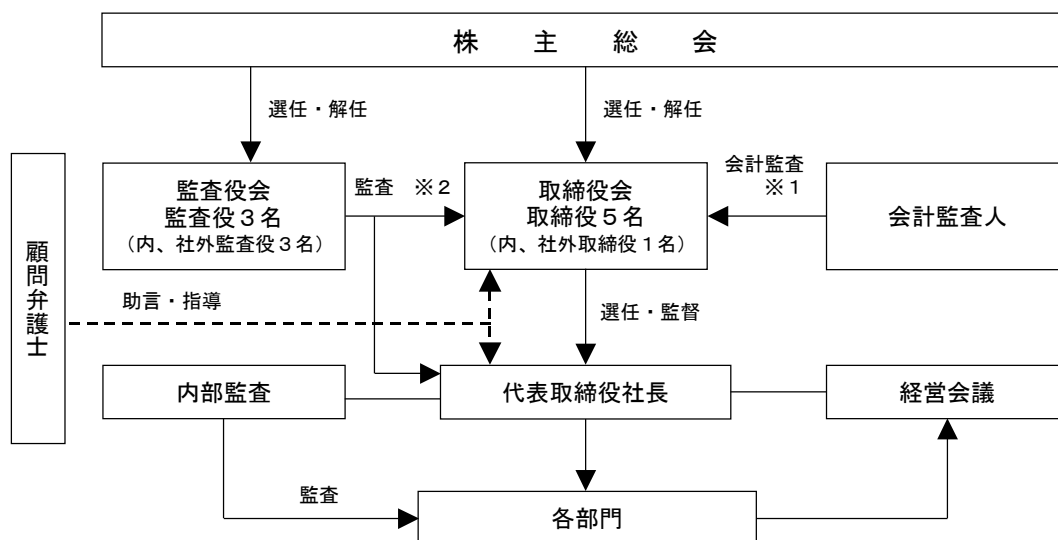 株 主 総 会
選任・解任
選任・解任
監査役会
監査役3名
(内、社外監査役3名)
監査 ※2
取締役会
取締役5名
(内、社外取締役1名)
会計監査
※1
会計監査人
顧問弁護士
助言・指導
選任・監督
内部監査
代表取締役社長
経営会議
監査
各部門